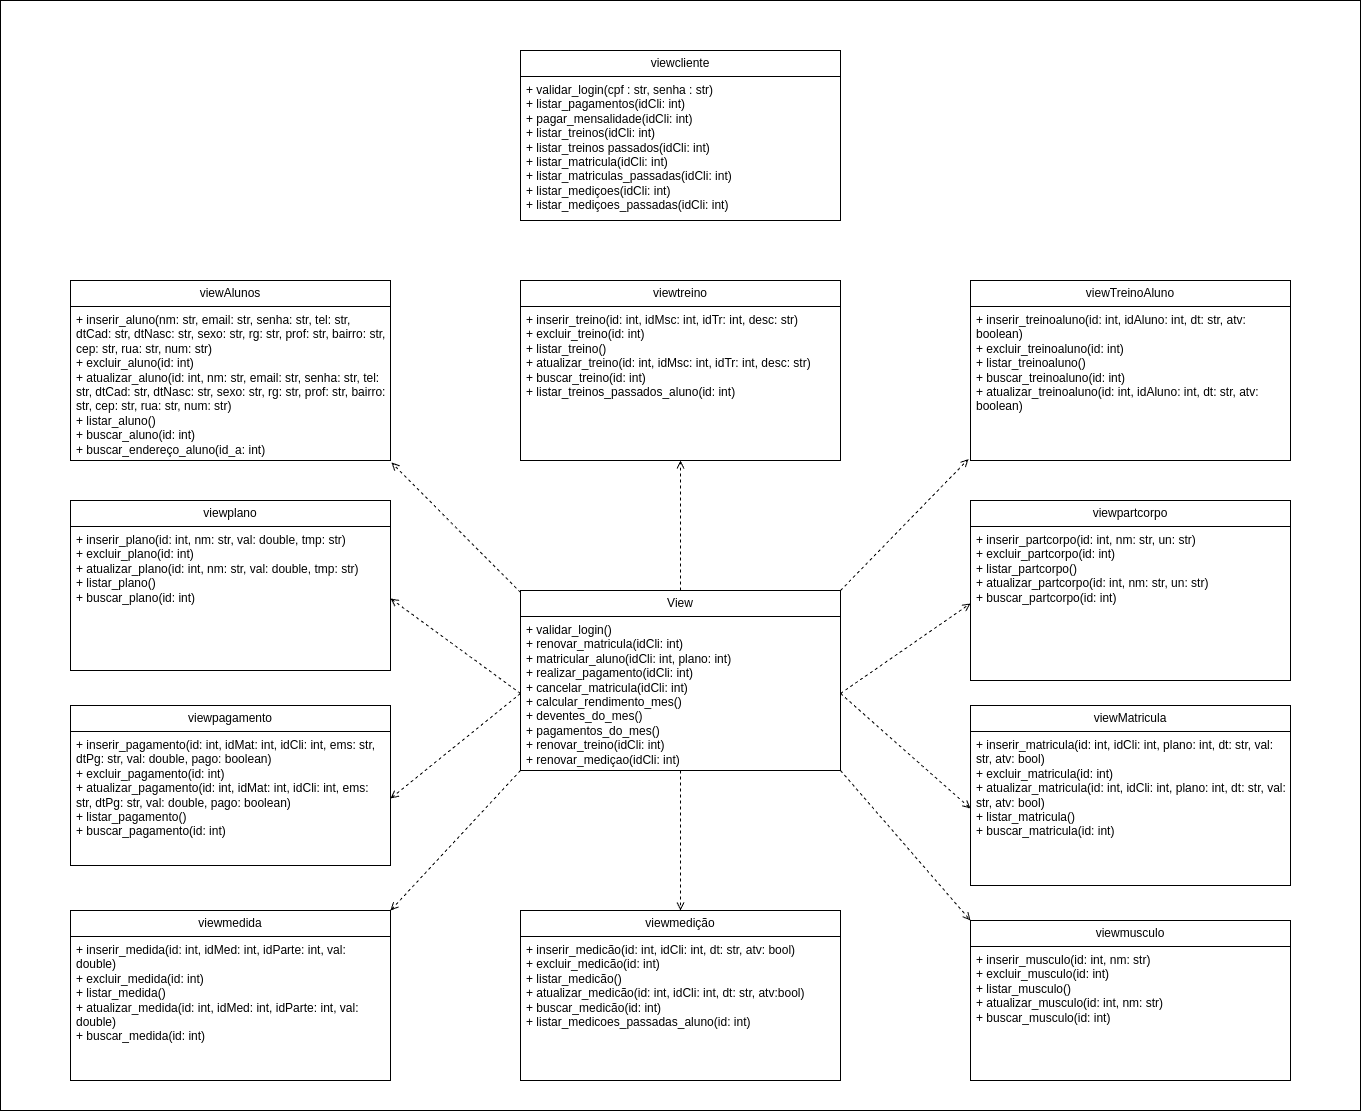 viewcliente
+ validar_login(cpf : str, senha : str)
+ listar_pagamentos(idCli: int)
+ pagar_mensalidade(idCli: int)
+ listar_treinos(idCli: int)
+ listar_treinos passados(idCli: int)
+ listar_matricula(idCli: int)
+ listar_matriculas_passadas(idCli: int)
+ listar_mediçoes(idCli: int)
+ listar_mediçoes_passadas(idCli: int)
viewAlunos
+ inserir_aluno(nm: str, email: str, senha: str, tel: str,
dtCad: str, dtNasc: str, sexo: str, rg: str, prof: str, bairro: str,
cep: str, rua: str, num: str)
+ excluir_aluno(id: int)
+ atualizar_aluno(id: int, nm: str, email: str, senha: str, tel:
str, dtCad: str, dtNasc: str, sexo: str, rg: str, prof: str, bairro:
str, cep: str, rua: str, num: str)
+ listar_aluno()
+ buscar_aluno(id: int)
+ buscar_endereço_aluno(id_a: int)
viewtreino
+ inserir_treino(id: int, idMsc: int, idTr: int, desc: str)
+ excluir_treino(id: int)
+ listar_treino()
+ atualizar_treino(id: int, idMsc: int, idTr: int, desc: str)
+ buscar_treino(id: int)
+ listar_treinos_passados_aluno(id: int)
viewTreinoAluno
+ inserir_treinoaluno(id: int, idAluno: int, dt: str, atv:
boolean)
+ excluir_treinoaluno(id: int)
+ listar_treinoaluno()
+ buscar_treinoaluno(id: int)
+ atualizar_treinoaluno(id: int, idAluno: int, dt: str, atv:
boolean)
viewplano
+ inserir_plano(id: int, nm: str, val: double, tmp: str)
+ excluir_plano(id: int)
+ atualizar_plano(id: int, nm: str, val: double, tmp: str)
+ listar_plano()
+ buscar_plano(id: int)
viewpartcorpo
+ inserir_partcorpo(id: int, nm: str, un: str)
+ excluir_partcorpo(id: int)
+ listar_partcorpo()
+ atualizar_partcorpo(id: int, nm: str, un: str)
+ buscar_partcorpo(id: int)
View
+ validar_login()
+ renovar_matricula(idCli: int)
+ matricular_aluno(idCli: int, plano: int)
+ realizar_pagamento(idCli: int)
+ cancelar_matricula(idCli: int)
+ calcular_rendimento_mes()
+ deventes_do_mes()
+ pagamentos_do_mes()
+ renovar_treino(idCli: int)
+ renovar_mediçao(idCli: int)
viewpagamento
+ inserir_pagamento(id: int, idMat: int, idCli: int, ems: str,
dtPg: str, val: double, pago: boolean)
+ excluir_pagamento(id: int)
+ atualizar_pagamento(id: int, idMat: int, idCli: int, ems:
str, dtPg: str, val: double, pago: boolean)
+ listar_pagamento()
+ buscar_pagamento(id: int)
viewMatricula
+ inserir_matricula(id: int, idCli: int, plano: int, dt: str, val:
str, atv: bool)
+ excluir_matricula(id: int)
+ atualizar_matricula(id: int, idCli: int, plano: int, dt: str, val:
str, atv: bool)
+ listar_matricula()
+ buscar_matricula(id: int)
viewmedida
+ inserir_medida(id: int, idMed: int, idParte: int, val:
double)
+ excluir_medida(id: int)
+ listar_medida()
+ atualizar_medida(id: int, idMed: int, idParte: int, val:
double)
+ buscar_medida(id: int)
viewmedição
+ inserir_medicão(id: int, idCli: int, dt: str, atv: bool)
+ excluir_medicão(id: int)
+ listar_medicão()
+ atualizar_medicão(id: int, idCli: int, dt: str, atv:bool)
+ buscar_medicão(id: int)
+ listar_medicoes_passadas_aluno(id: int)
viewmusculo
+ inserir_musculo(id: int, nm: str)
+ excluir_musculo(id: int)
+ listar_musculo()
+ atualizar_musculo(id: int, nm: str)
+ buscar_musculo(id: int)